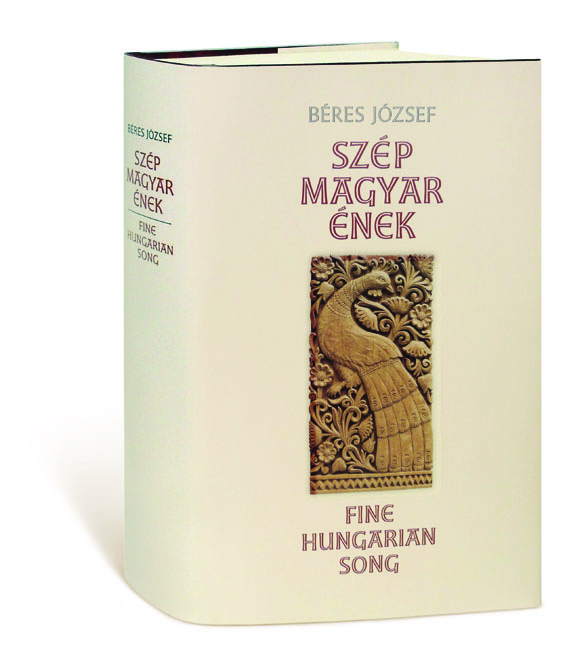 BÉRES JÓZSEF
SZÉP
MAGYAR
ÉNEK
FINE
HUNGARIAN
SONG
BÉRES JÓZSEF
SZÉP
MAGYAR
ÉNEK
FINE
HUNGARIAN
SONG